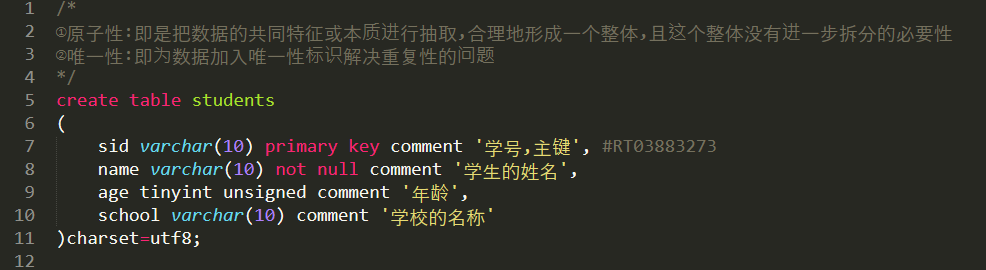 1 /*
2 ①原子性:即是把数据的共同特征或本质进行抽取,合理地形成一个整体,且这个整体没有进一步拆分的必要性
3 ②唯一性:即为数据加入唯一性标识解决重复性的问题
4 */
5 create table students
6 (
7 sid varchar(10) primary key comment '学号,主键', #RT03883273
8 name varchar(10) not null comment '学生的姓名',
9 age tinyint unsigned comment '年龄',
10 school varchar(10) comment '学校的名称'
11 )charset=utf8;
12